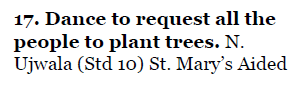 17. Dance to request all the
people to plant trees. N.
Ujwala (Std 10) St. Mary’s Aided